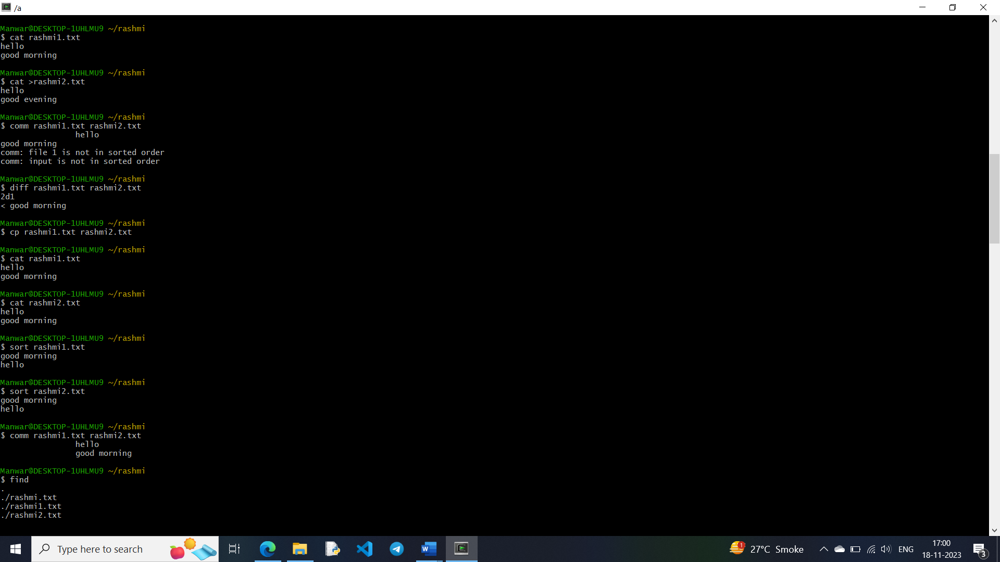 /a
Manwar@DESKTOP-1UHLMU9 ~/rashmi
$ cat rashmi1.txt
hello
good morning
Manwar@DESKTOP-1UHLMU9 ~/rashmi
$ cat >rashmi2.txt
hello
good evening
Manwar@DESKTOP-1UHLMU9 ~/rashmi
$ comm rashmi1.txt rashmi2.txt
hello
good morning
comm: file 1 is not in sorted order
comm: input is not in sorted order
Manwar@DESKTOP-1UHLMU9 ~/rashmi
$ diff rashmi1.txt rashmi2.txt
2d1
< good morning
Manwar@DESKTOP-1UHLMU9 ~/rashmi
$ cp rashmi1.txt rashmi2.txt
Manwar@DESKTOP-1UHLMU9 ~/rashmi
$ cat rashmi1.txt
hello
good morning
Manwar@DESKTOP-1UHLMU9 ~/rashmi
$ cat rashmi2.txt
hello
good morning
Manwar@DESKTOP-1UHLMU9 ~/rashmi
$ sort rashmi1.txt
good morning
hello
Manwar@DESKTOP-1UHLMU9 ~/rashmi
$ sort rashmi2.txt
good morning
hello
Manwar@DESKTOP-1UHLMU9 ~/rashmi
$ comm rashmi1.txt rashmi2.txt
hello
good morning
Manwar@DESKTOP-1UHLMU9 ~/rashmi
$ find
.
./rashmi.txt
./rashmi1.txt
./rashmi2.txt
Type here to search
W
1
27°C Smoke
ENG
17:00
18-11-2023
3